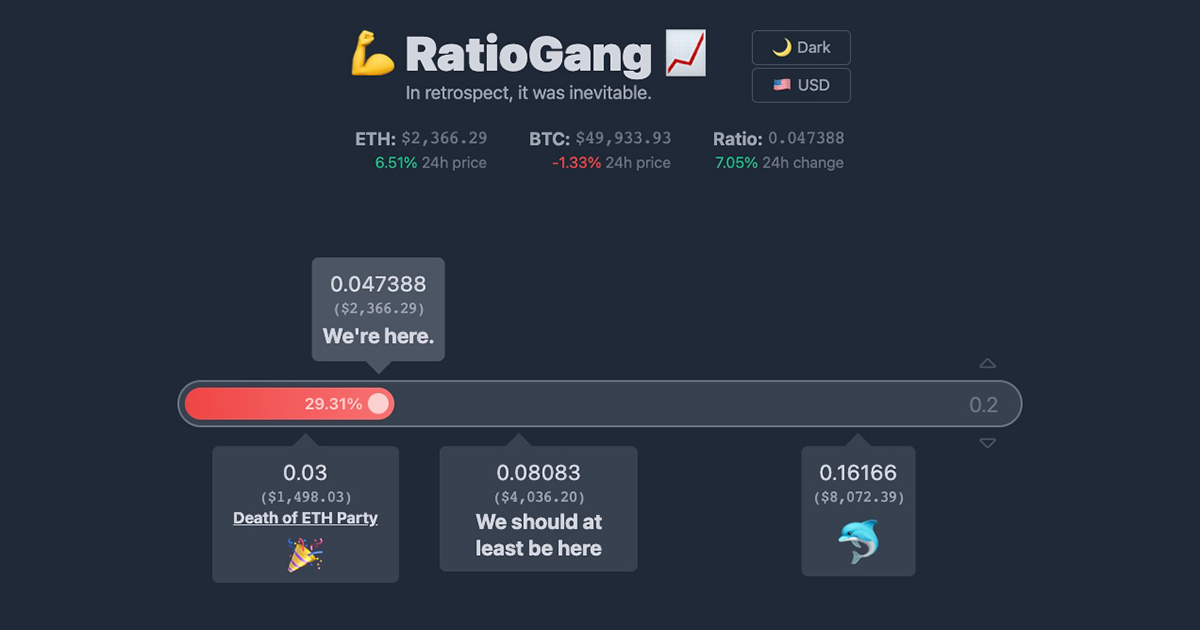 RatioGang
In retrospect, it was inevitable.
Dark
USD
ETH: $2,366.29
6.51% 24h price
BTC: $49,933.93
-1.33% 24h price
Ratio: 0.047388
7.05% 24h change
0.047388
($2,366.29)
We're here.
29.31%
0.2
0.03
($1,498.03)
Death of ETH Party
0.08083
($4,036.20)
We should at
least be here
0.16166
($8,072.39)